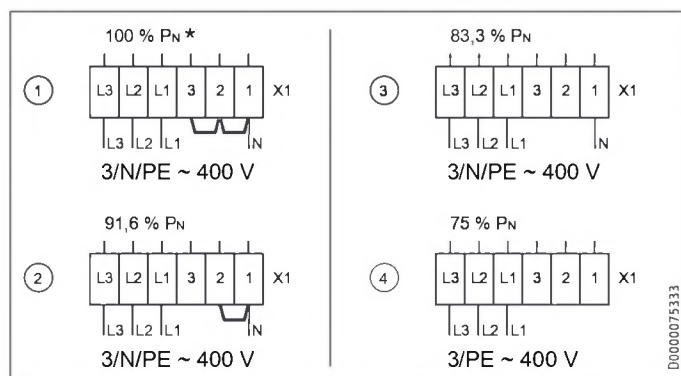 100 % PN *
1 L3 L2 L1 3 2 1 X1
L3 L2 L1 N
3/N/PE ~ 400 V
91,6 % PN
2 L3 L2 L1 3 2 1 X1
L3 L2 L1 N
3/N/PE ~ 400 V
83,3 % PN
3 L3 L2 L1 3 2 1 X1
L3 L2 L1 N
3/N/PE ~ 400 V
75 % PN
4 L3 L2 L1 3 2 1 X1
L3 L2 L1
3/PE ~ 400 V
D0000075333